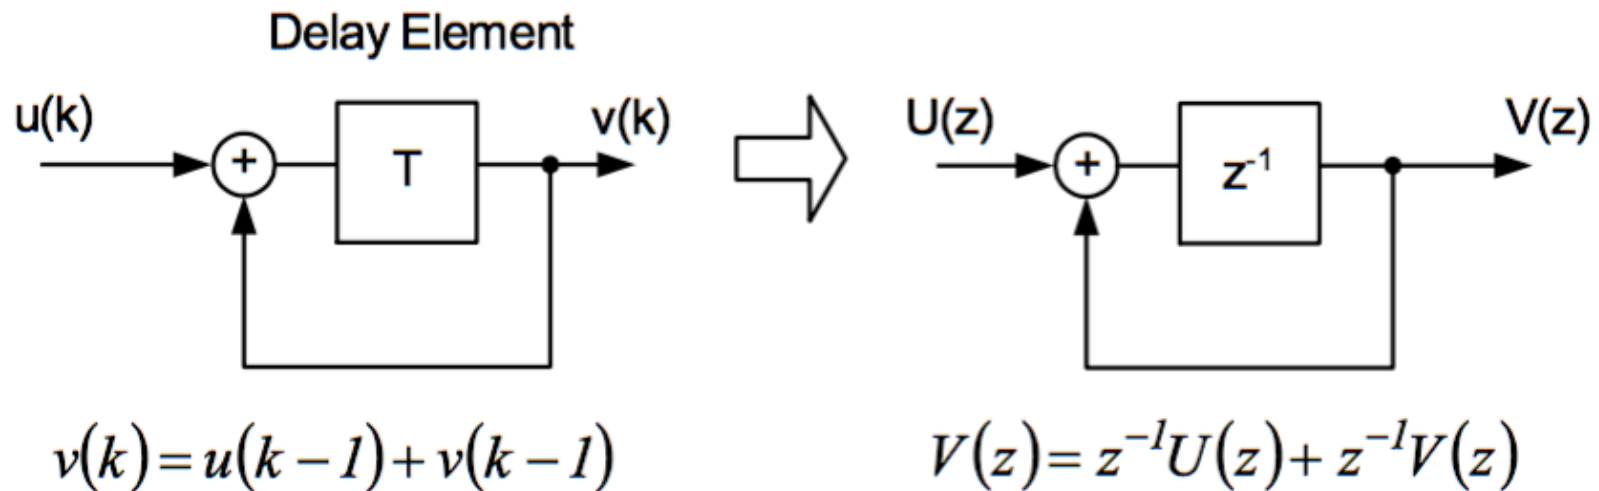 Delay Element
u(k)
+
T
v(k)
U(z)
+
z⁻¹
V(z)
v(k)=u(k−1)+v(k−1)
V(z)=z⁻¹U(z)+z⁻¹V(z)